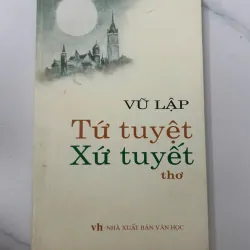 VŨ LẬP
Tứ tuyệt
Xứ tuyết
thơ
vh - NHÀ XUẤT BẢN VĂN HỌC